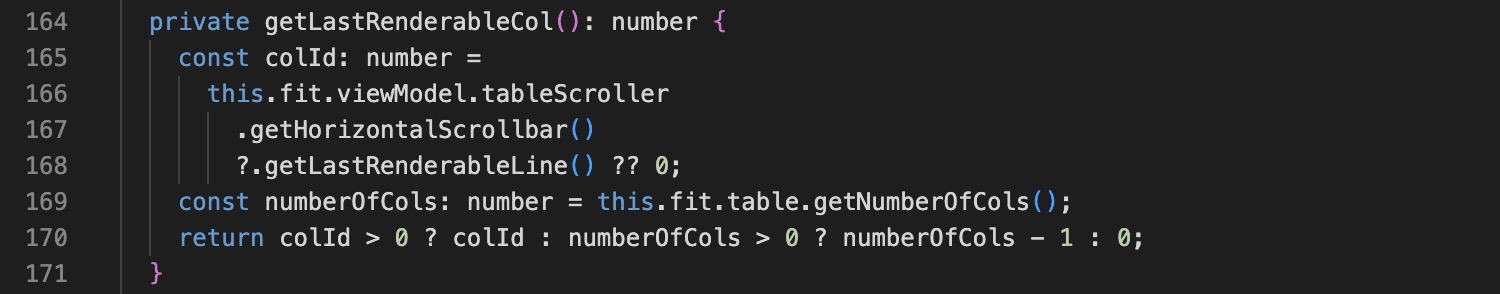 164 private getLastRenderableCol(): number {
165 const colId: number =
166 this.fit.viewModel.tableScroller
167 .getHorizontalScrollbar()
168 ?.getLastRenderableLine() ?? 0;
169 const numberOfCols: number = this.fit.table.getNumberOfCols();
170 return colId > 0 ? colId : numberOfCols > 0 ? numberOfCols - 1 : 0;
171 }